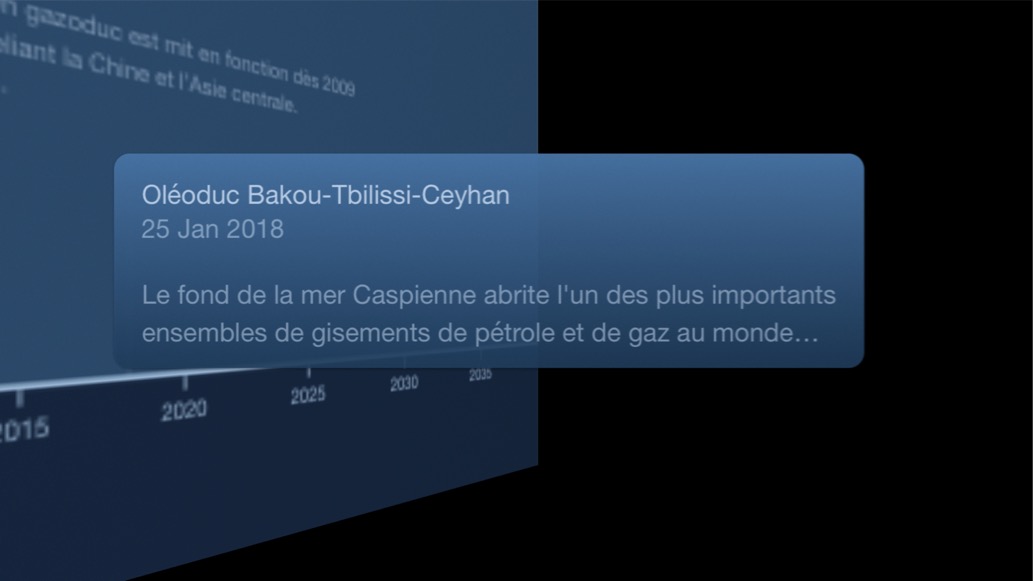 gazoduc est mit en fonction dès 2009
la Chine et l'Asie centrale.
Oléoduc Bakou-Tbilissi-Ceyhan
25 Jan 2018
Le fond de la mer Caspienne abrite l'un des plus importants
ensembles de gisements de pétrole et de gaz au monde…
2015
2020
2025
2030
2035